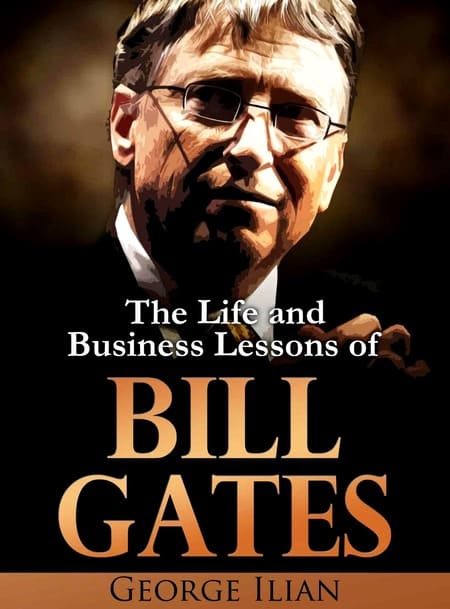 The Life and
Business Lessons of
BILL
GATES
GEORGE ILIAN